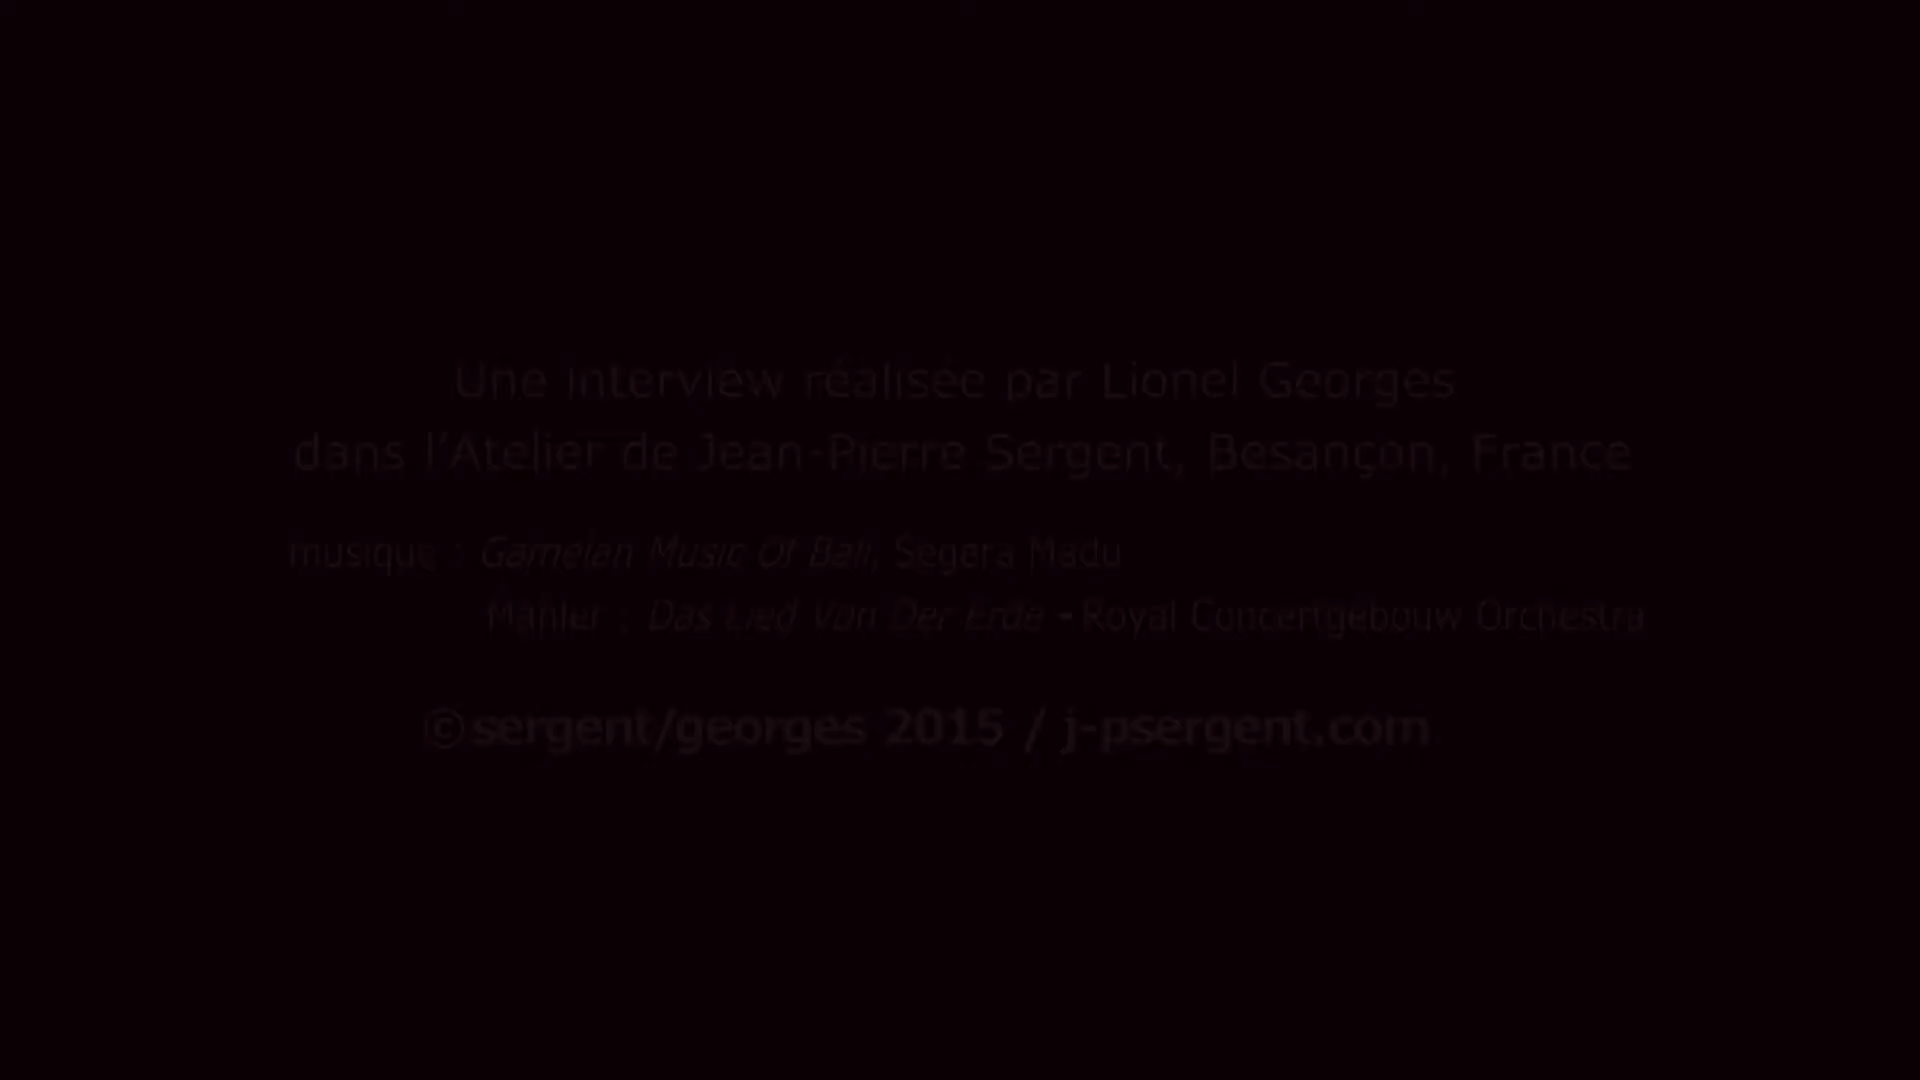 Une interview réalisée par Lionel Georges
dans l'Atelier de Jean-Pierre Sergent, Besançon, France
musique : Gamelan Music Of Bali, Segara Madu
Mahler : Das Lied Von Der Erde - Royal Concertgebouw Orchestra
©sergent/georges 2015 / j-psergent.com